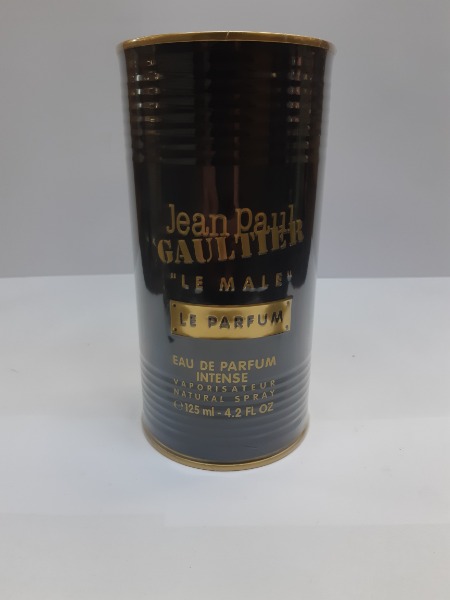 Jean Paul
GAULTIER
"LE MALE"
LE PARFUM
EAU DE PARFUM
INTENSE
VAPORISATEUR
NATURAL SPRAY
℮ 125 ml - 4.2 FL OZ